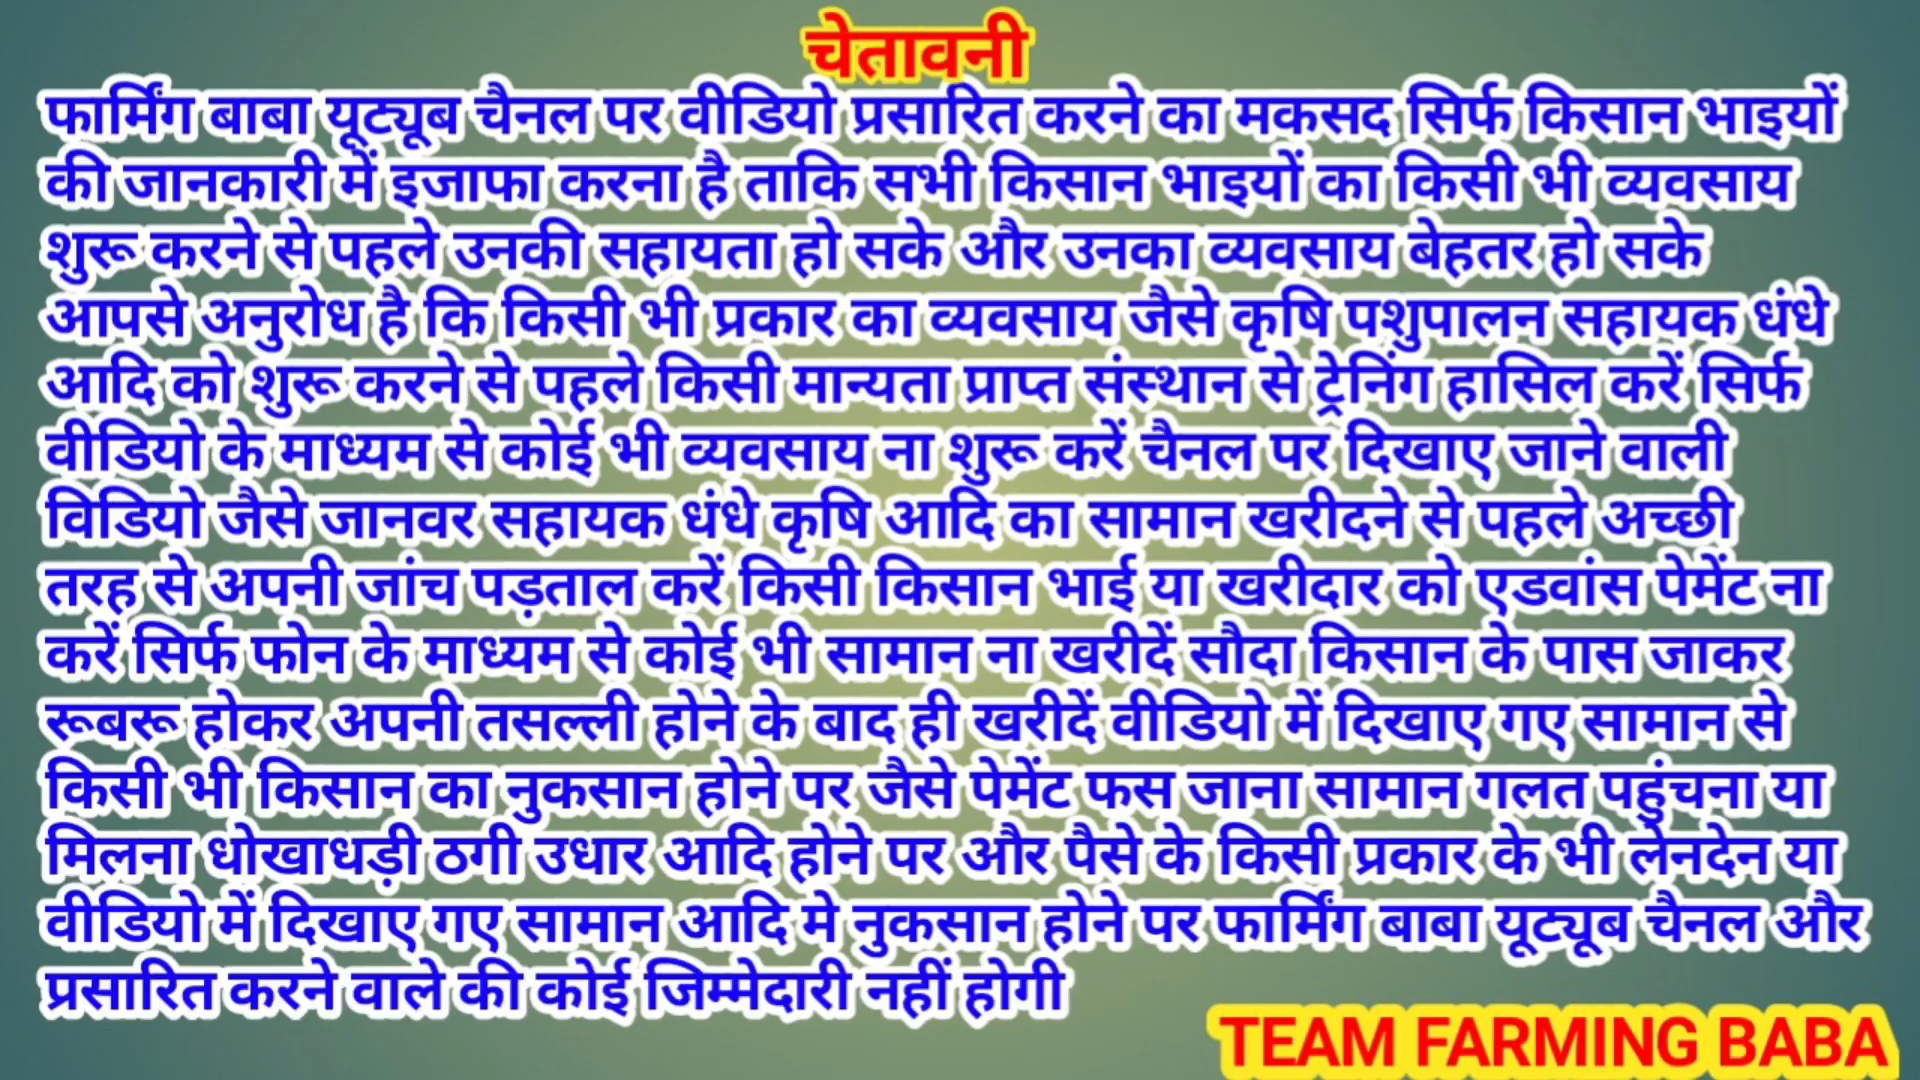 चेतावनी
फार्मिंग बाबा यूट्यूब चैनल पर वीडियो प्रसारित करने का मकसद सिर्फ किसान भाइयों
की जानकारी में इजाफा करना है ताकि सभी किसान भाइयों का किसी भी व्यवसाय
शुरू करने से पहले उनकी सहायता हो सके और उनका व्यवसाय बेहतर हो सके
आपसे अनुरोध है कि किसी भी प्रकार का व्यवसाय जैसे कृषि पशुपालन सहायक धंधे
आदि को शुरू करने से पहले किसी मान्यता प्राप्त संस्थान से ट्रेनिंग हासिल करें सिर्फ
वीडियो के माध्यम से कोई भी व्यवसाय ना शुरू करें चैनल पर दिखाए जाने वाली
विडियो जैसे जानवर सहायक धंधे कृषि आदि का सामान खरीदने से पहले अच्छी
तरह से अपनी जांच पड़ताल करें किसी किसान भाई या खरीदार को एडवांस पेमेंट ना
करें सिर्फ फोन के माध्यम से कोई भी सामान ना खरीदें सौदा किसान के पास जाकर
रूबरू होकर अपनी तसल्ली होने के बाद ही खरीदें वीडियो में दिखाए गए सामान से
किसी भी किसान का नुकसान होने पर जैसे पेमेंट फस जाना सामान गलत पहुंचना या
मिलना धोखाधड़ी ठगी उधार आदि होने पर और पैसे के किसी प्रकार के भी लेनदेन या
वीडियो में दिखाए गए सामान आदि मे नुकसान होने पर फार्मिंग बाबा यूट्यूब चैनल और
प्रसारित करने वाले की कोई जिम्मेदारी नहीं होगी
TEAM FARMING BABA